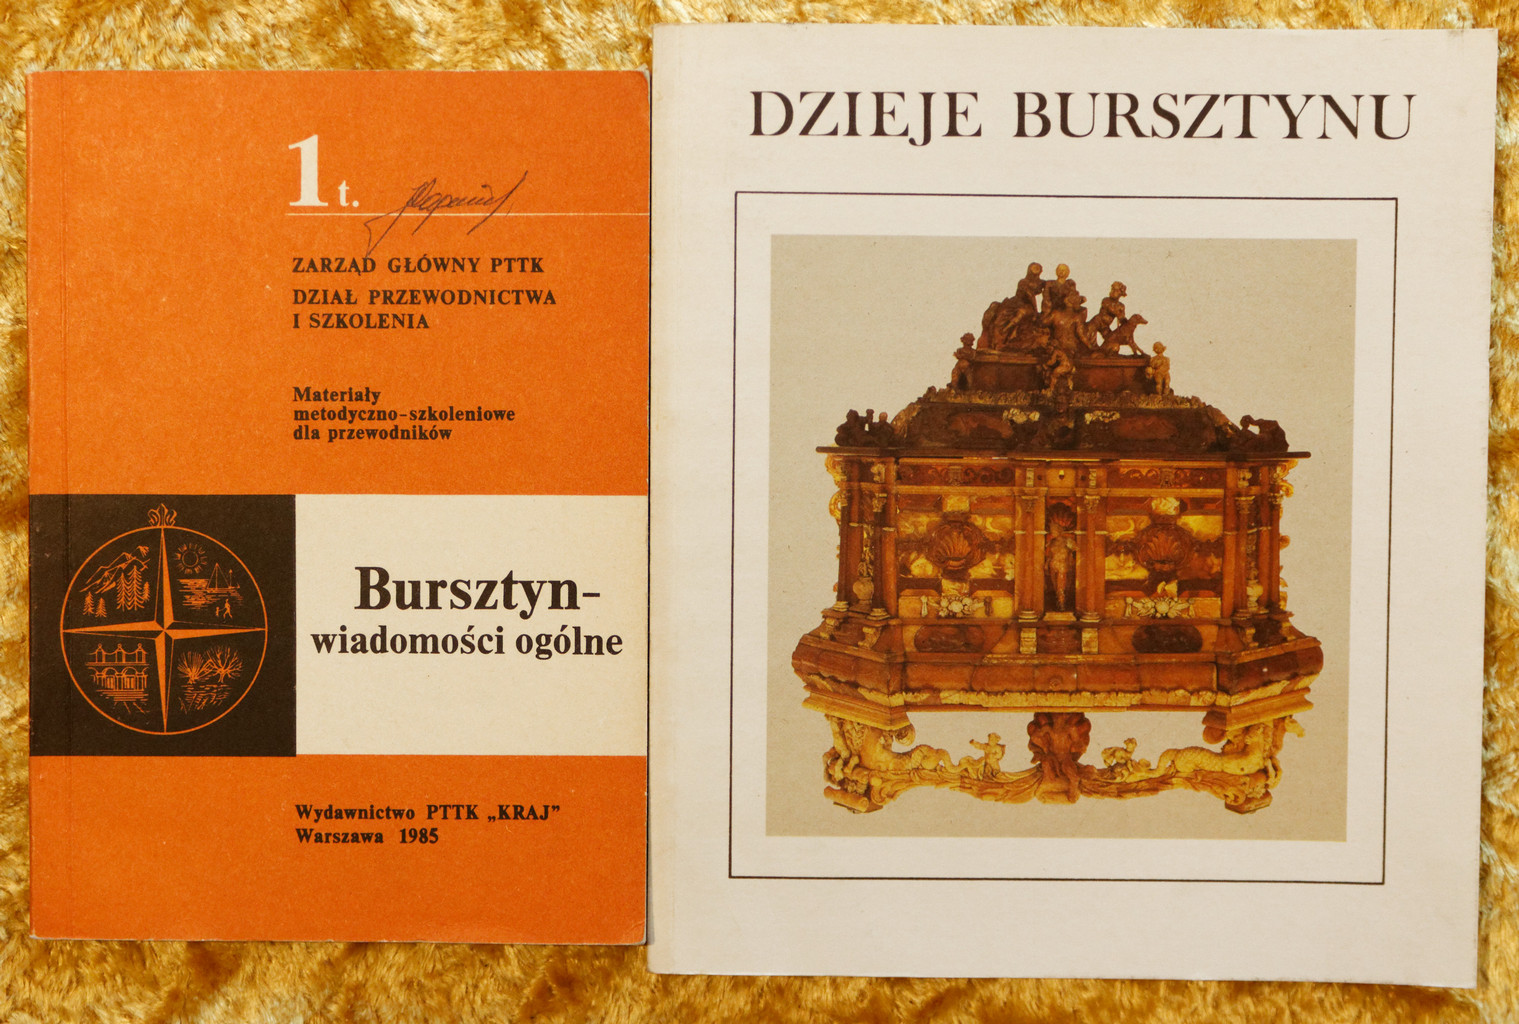 1 t.
ZARZĄD GŁÓWNY PTTK
DZIAŁ PRZEWODNICTWA
I SZKOLENIA
Materiały
metodyczno-szkoleniowe
dla przewodników
Bursztyn-
wiadomości ogólne
Wydawnictwo PTTK „KRAJ”
Warszawa 1985
DZIEJE BURSZTYNU